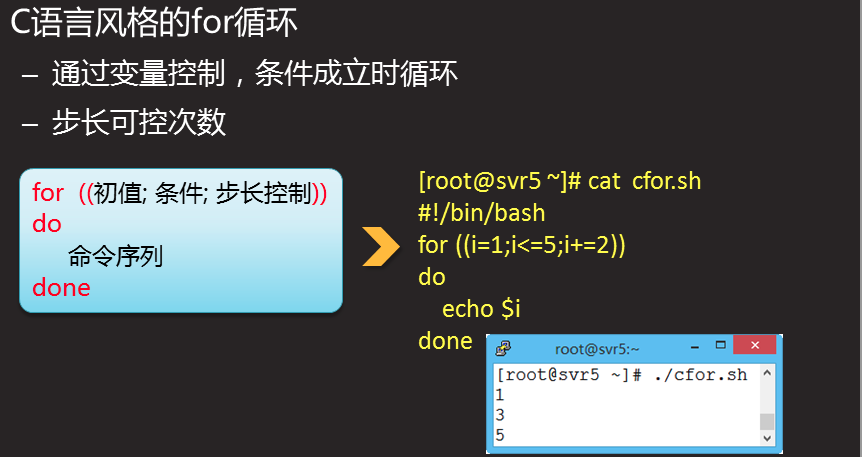 C语言风格的for循环
– 通过变量控制，条件成立时循环
– 步长可控次数
for ((初值; 条件; 步长控制))
do
命令序列
done
[root@svr5 ~]# cat cfor.sh
#!/bin/bash
for ((i=1;i<=5;i+=2))
do
echo $i
done
root@svr5:~
[root@svr5 ~]# ./cfor.sh
1
3
5